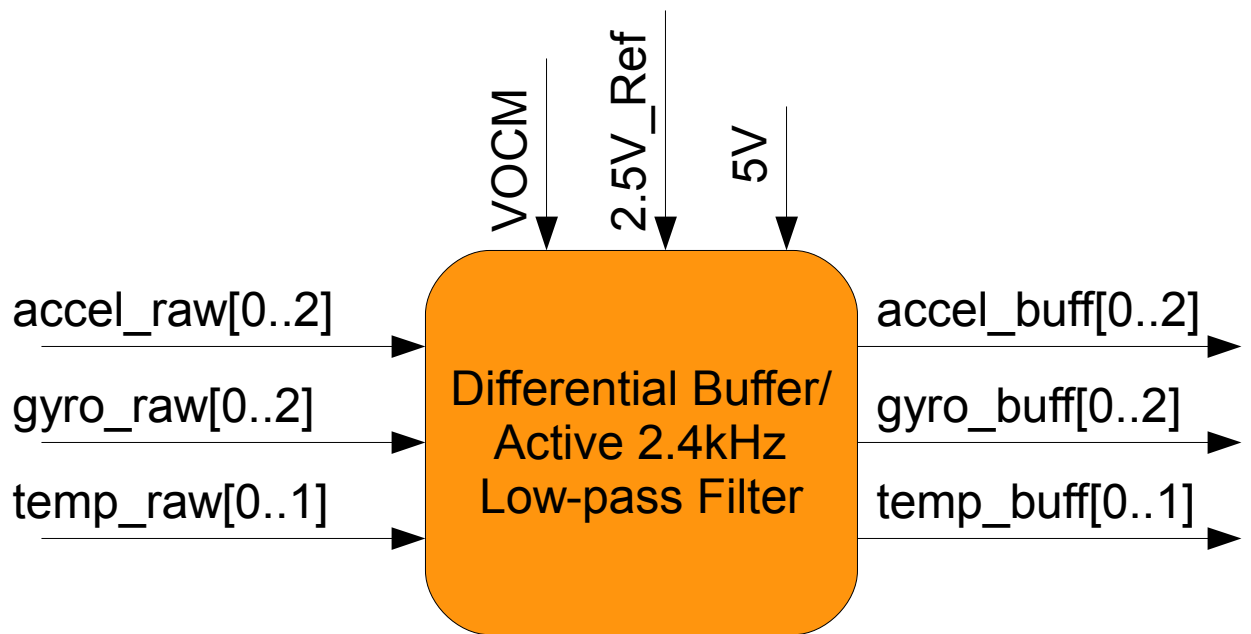 VOCM
2.5V_Ref
5V
accel_raw[0..2]
gyro_raw[0..2]
temp_raw[0..1]
Differential Buffer/
Active 2.4kHz
Low-pass Filter
accel_buff[0..2]
gyro_buff[0..2]
temp_buff[0..1]